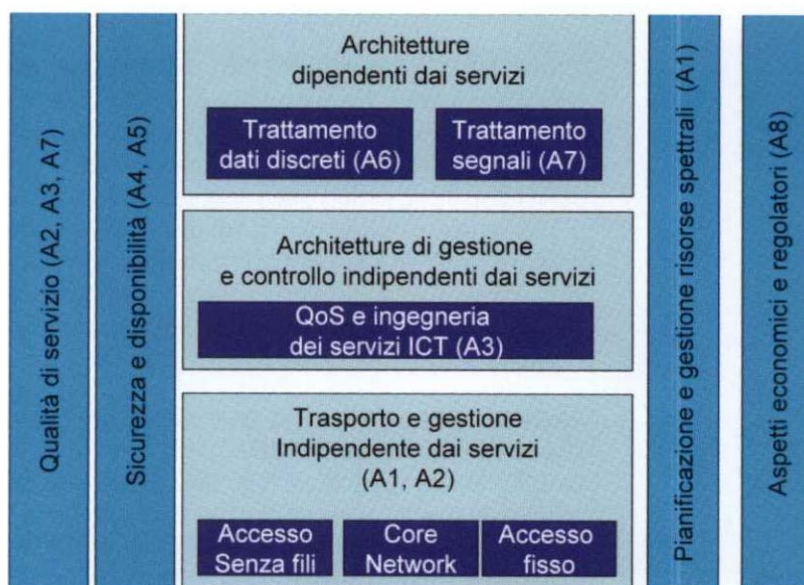 Qualità di servizio (A2, A3, A7)
Sicurezza e disponibilità (A4, A5)
Architetture
dipendenti dai servizi
Trattamento
dati discreti (A6)
Trattamento
segnali (A7)
Architetture di gestione
e controllo indipendenti dai servizi
QoS e ingegneria
dei servizi ICT (A3)
Trasporto e gestione
Indipendente dai servizi
(A1, A2)
Accesso
Senza fili
Core
Network
Accesso
fisso
Pianificazione e gestione risorse spettrali (A1)
Aspetti economici e regolatori (A8)